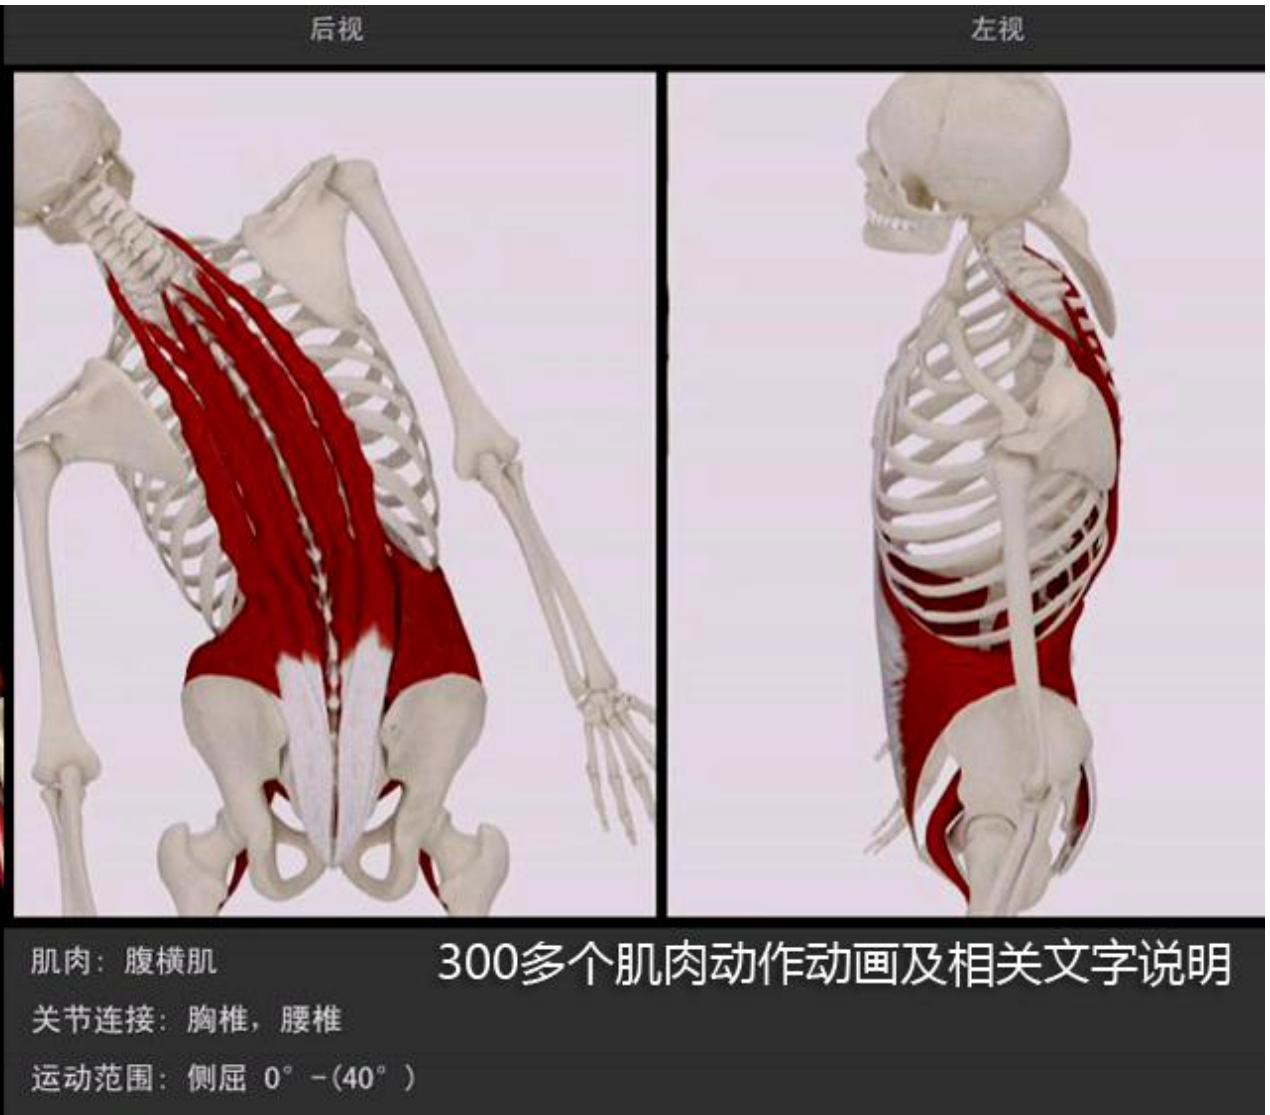 后视
左视
肌肉：腹横肌
300多个肌肉动作动画及相关文字说明
关节连接：胸椎，腰椎
运动范围：侧屈 0°-(40°)